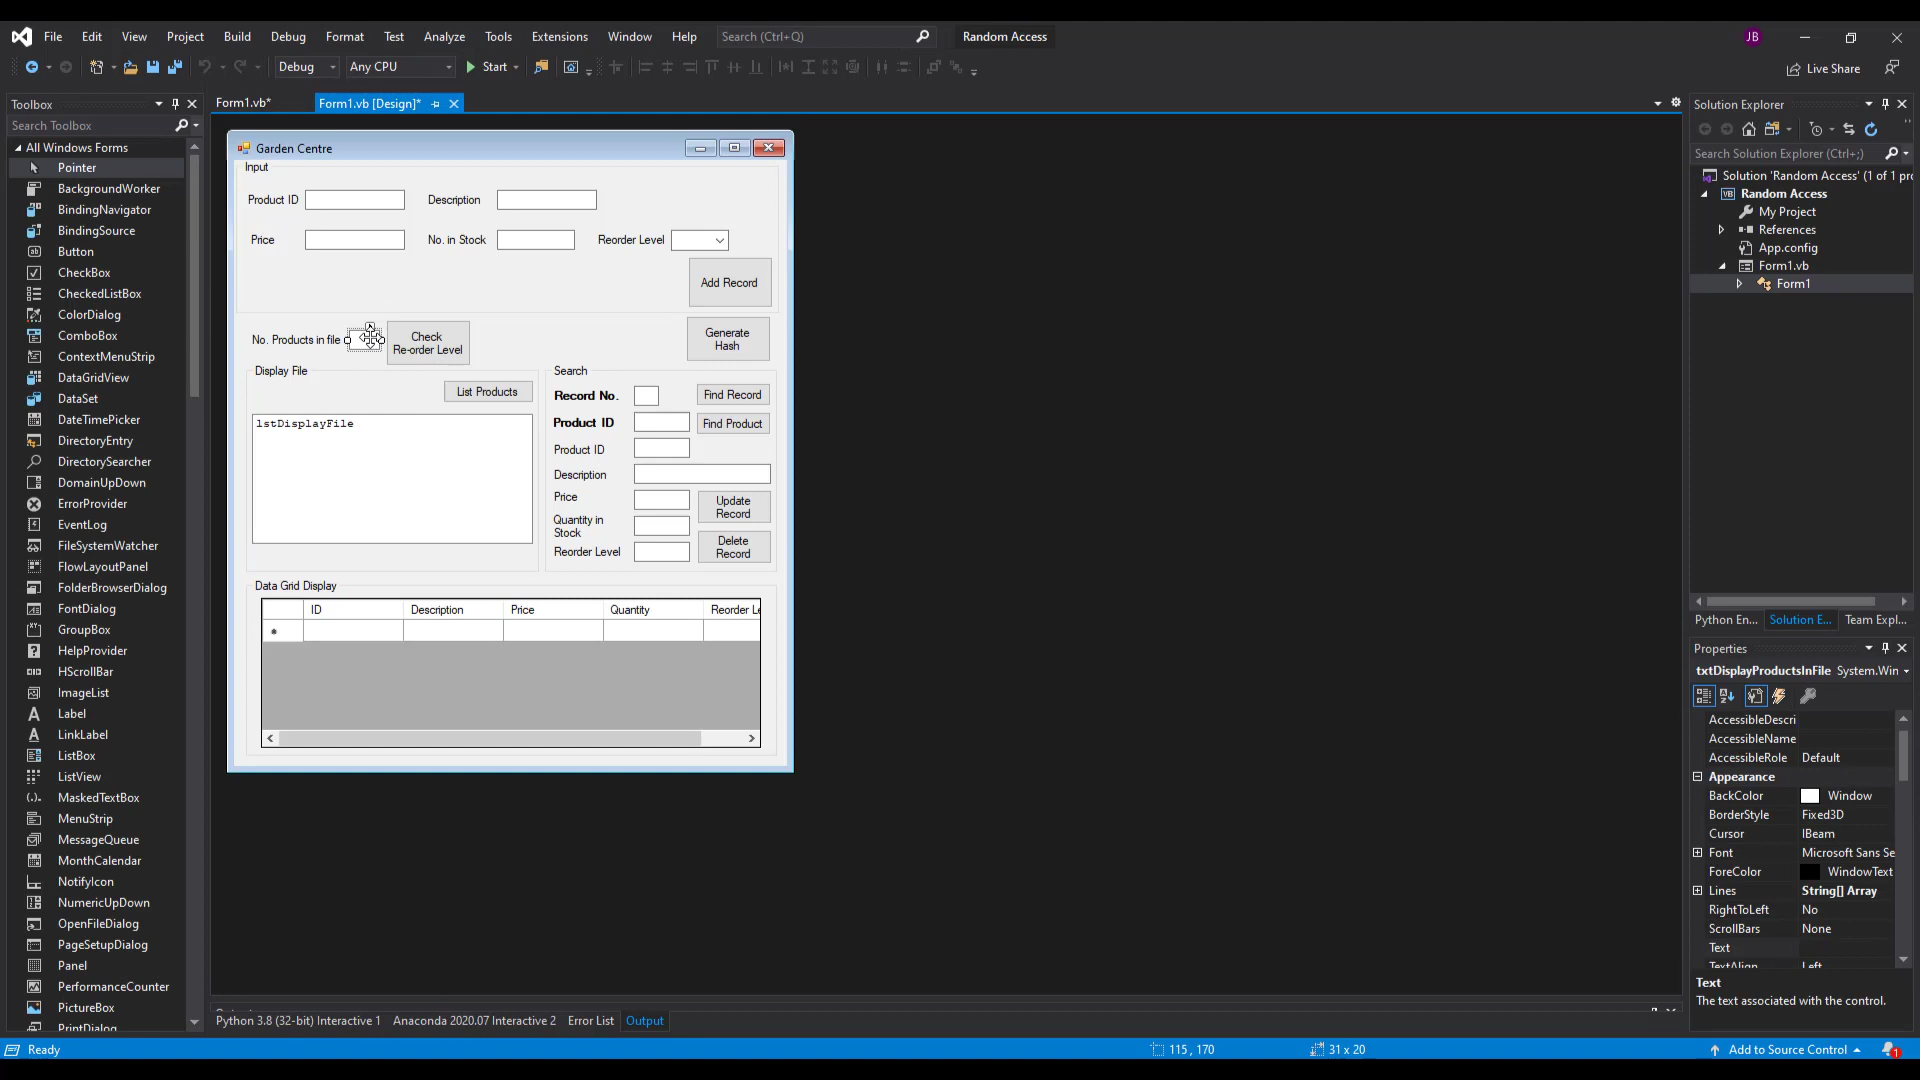 File Edit View Project Build Debug Format Test Analyze Tools Extensions Window Help Search (Ctrl+Q) Random Access JB
Debug Any CPU Start Live Share
Toolbox
Search Toolbox
All Windows Forms
Pointer
BackgroundWorker
BindingNavigator
BindingSource
Button
CheckBox
CheckedListBox
ColorDialog
ComboBox
ContextMenuStrip
DataGridView
DataSet
DateTimePicker
DirectoryEntry
DirectorySearcher
DomainUpDown
ErrorProvider
EventLog
FileSystemWatcher
FlowLayoutPanel
FolderBrowserDialog
FontDialog
GroupBox
HelpProvider
HScrollBar
ImageList
Label
LinkLabel
ListBox
ListView
MaskedTextBox
MenuStrip
MessageQueue
MonthCalendar
NotifyIcon
NumericUpDown
OpenFileDialog
PageSetupDialog
Panel
PerformanceCounter
PictureBox
PrintDialog
Form1.vb* Form1.vb [Design]*
Garden Centre
Input
Product ID Description
Price No. in Stock Reorder Level
Add Record
No. Products in file
Check
Re-order Level
Generate
Hash
Display File
List Products
lstDisplayFile
Search
Record No. Find Record
Product ID Find Product
Product ID
Description
Price
Update
Record
Quantity in
Stock
Reorder Level
Delete
Record
Data Grid Display
ID Description Price Quantity Reorder Le
Solution Explorer
Search Solution Explorer (Ctrl+;)
Solution 'Random Access' (1 of 1 pro
VB Random Access
My Project
References
App.config
Form1.vb
Form1
Python En... Solution E... Team Expl...
Properties
txtDisplayProductsInFile System.Win
AccessibleDescri
AccessibleName
AccessibleRole Default
Appearance
BackColor Window
BorderStyle Fixed3D
Cursor IBeam
Font Microsoft Sans Se
ForeColor WindowText
Lines String[] Array
RightToLeft No
ScrollBars None
Text
TextAlign Left
Text
The text associated with the control.
Python 3.8 (32-bit) Interactive 1 Anaconda 2020.07 Interactive 2 Error List Output
Ready 115 , 170 31 x 20 Add to Source Control 1